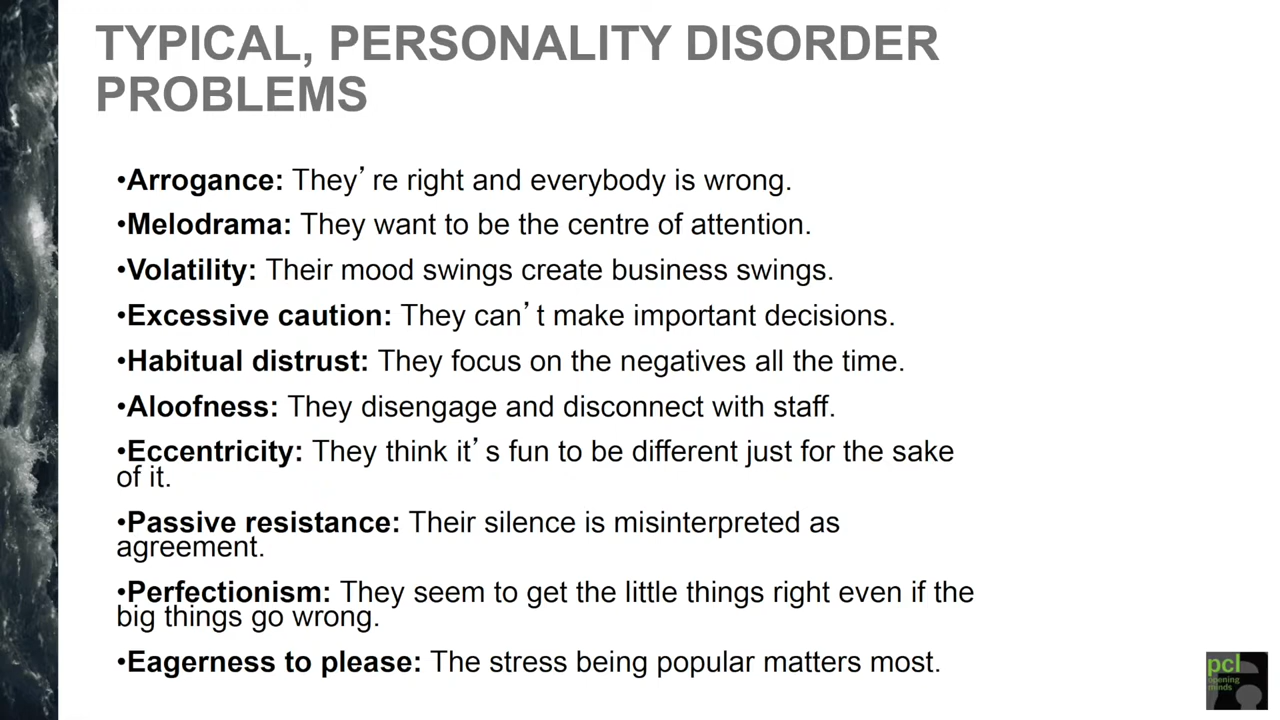 TYPICAL, PERSONALITY DISORDER
PROBLEMS
•Arrogance: They’re right and everybody is wrong.
•Melodrama: They want to be the centre of attention.
•Volatility: Their mood swings create business swings.
•Excessive caution: They can’t make important decisions.
•Habitual distrust: They focus on the negatives all the time.
•Aloofness: They disengage and disconnect with staff.
•Eccentricity: They think it’s fun to be different just for the sake
of it.
•Passive resistance: Their silence is misinterpreted as
agreement.
•Perfectionism: They seem to get the little things right even if the
big things go wrong.
•Eagerness to please: The stress being popular matters most.
pcl
opening
minds